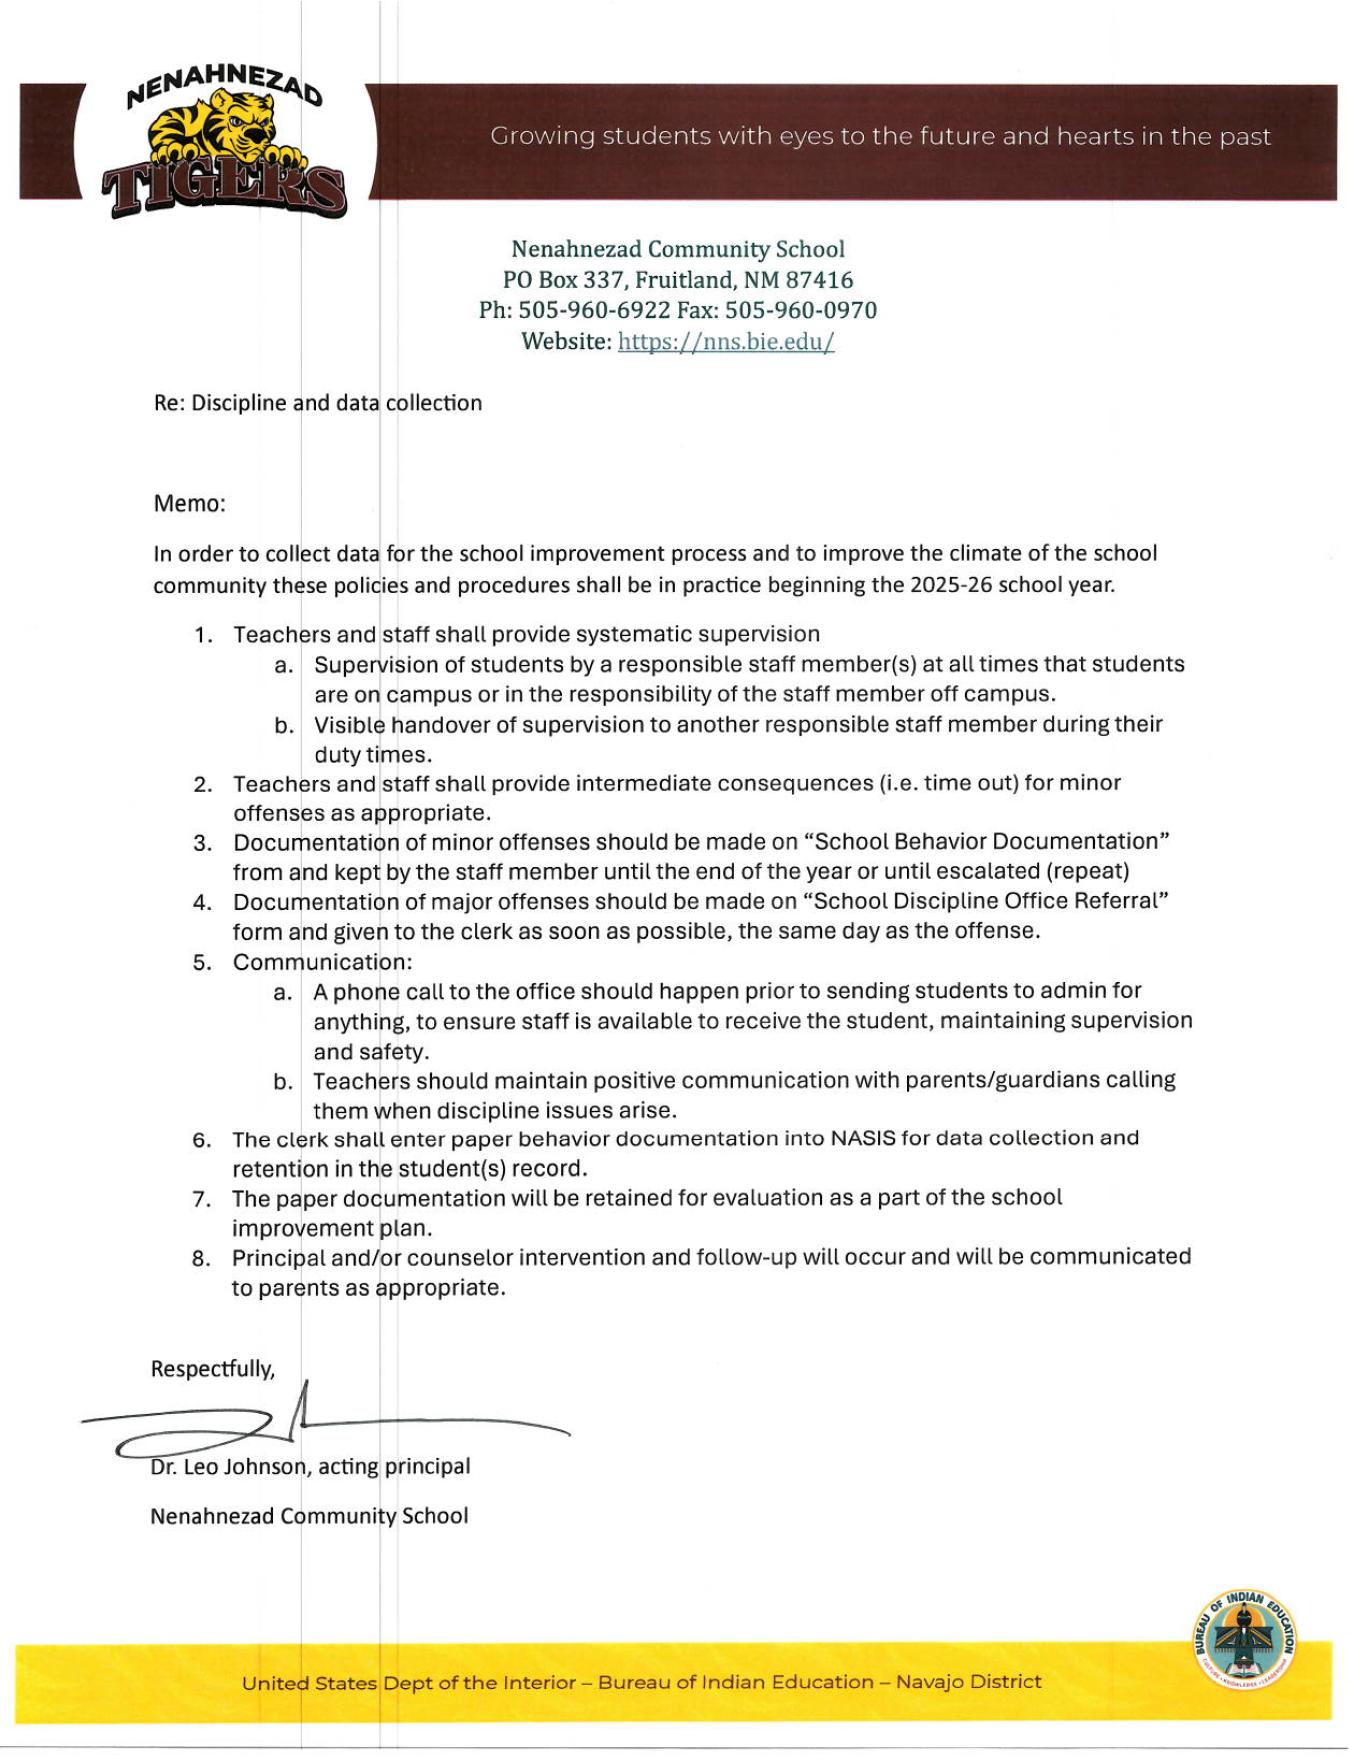 NENAHNEZAD
TIGERS
Growing students with eyes to the future and hearts in the past
Nenahnezad Community School
PO Box 337, Fruitland, NM 87416
Ph: 505-960-6922 Fax: 505-960-0970
Website: https://nns.bie.edu/
Re: Discipline and data collection
Memo:
In order to collect data for the school improvement process and to improve the climate of the school
community these policies and procedures shall be in practice beginning the 2025-26 school year.
1. Teachers and staff shall provide systematic supervision
a. Supervision of students by a responsible staff member(s) at all times that students
are on campus or in the responsibility of the staff member off campus.
b. Visible handover of supervision to another responsible staff member during their
duty times.
2. Teachers and staff shall provide intermediate consequences (i.e. time out) for minor
offenses as appropriate.
3. Documentation of minor offenses should be made on “School Behavior Documentation”
from and kept by the staff member until the end of the year or until escalated (repeat)
4. Documentation of major offenses should be made on “School Discipline Office Referral”
form and given to the clerk as soon as possible, the same day as the offense.
5. Communication:
a. A phone call to the office should happen prior to sending students to admin for
anything, to ensure staff is available to receive the student, maintaining supervision
and safety.
b. Teachers should maintain positive communication with parents/guardians calling
them when discipline issues arise.
6. The clerk shall enter paper behavior documentation into NASIS for data collection and
retention in the student(s) record.
7. The paper documentation will be retained for evaluation as a part of the school
improvement plan.
8. Principal and/or counselor intervention and follow-up will occur and will be communicated
to parents as appropriate.
Respectfully,
Dr. Leo Johnson, acting principal
Nenahnezad Community School
BUREAU OF INDIAN EDUCATION
CULTURE • KNOWLEDGE • LEADERSHIP
United States Dept of the Interior – Bureau of Indian Education – Navajo District